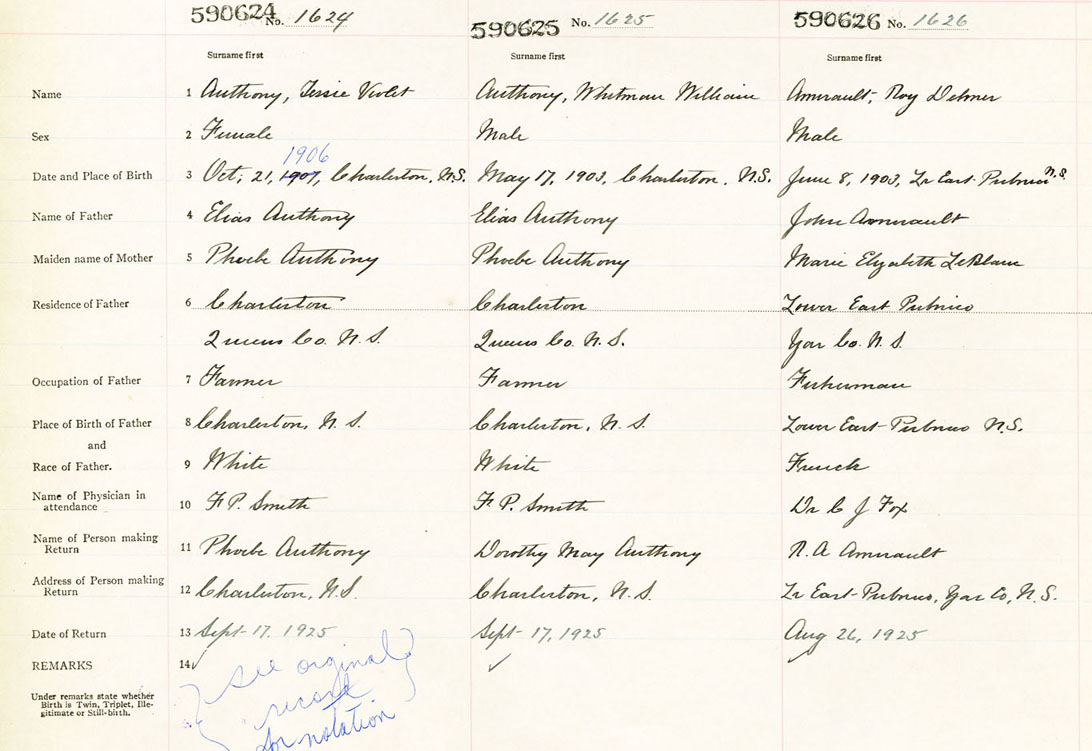 590624 No. 1624 590625 No. 1625 590626 No. 1626
Surname first Surname first Surname first
Name 1 Anthony, Tessie Violet Anthony, Whitman William Amirault, Roy Delmer
Sex 2 Female Male Male
1906
Date and Place of Birth 3 Oct, 21, 1907, Charleston, N.S. May 17, 1903, Charleston, N.S. June 8, 1903, Lr East Pubnico N.S
Name of Father 4 Elias Anthony Elias Anthony John Amirault
Maiden name of Mother 5 Phoebe Anthony Phoebe Anthony Marie Elizabeth LeBlanc
Residence of Father 6 Charleston Charleston Lower East Pubnico
Queens Co. N.S. Queens Co. N.S. Yar Co. N.S.
Occupation of Father 7 Farmer Farmer Fisherman
Place of Birth of Father 8 Charleston, N.S. Charleston, N.S. Lower East Pubnico N.S.
and
Race of Father. 9 White White French
Name of Physician in
attendance 10 F P. Smith F. P. Smith Dr C J Fox
Name of Person making
Return 11 Phoebe Anthony Dorothy May Anthony R. A Amirault
Address of Person making
Return 12 Charleston, N.S. Charleston, N.S. Lr East Pubnico, Yar Co, N.S.
Date of Return 13 Sept 17. 1925 Sept 17, 1925 Aug 26, 1925
REMARKS 14
see orginal
record
for notation
Under remarks state whether
Birth is Twin, Triplet, Ille-
gitimate or Still-birth.